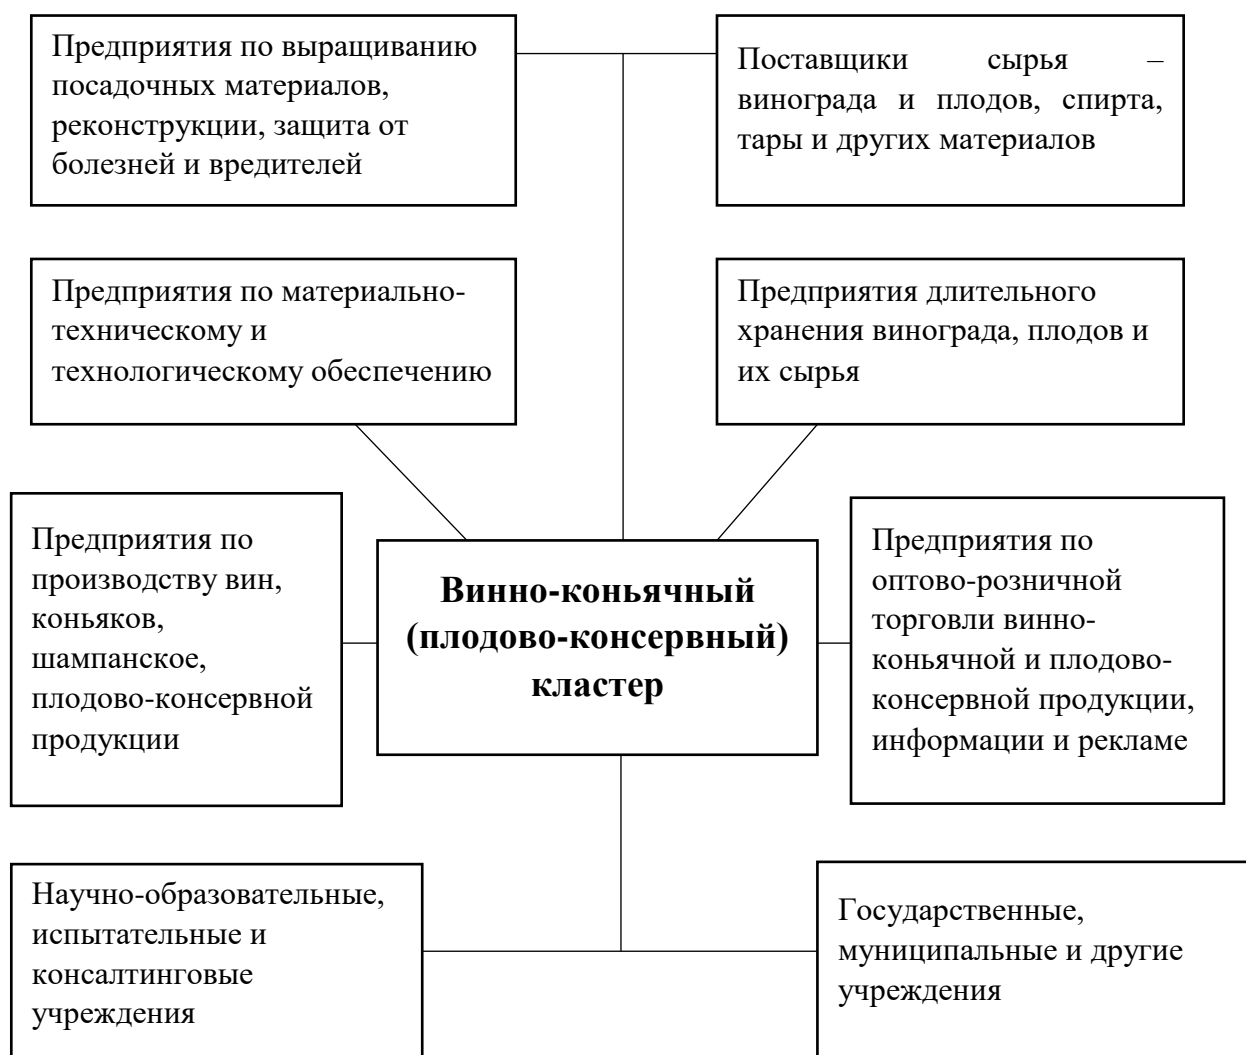 Предприятия по выращиванию
посадочных материалов,
реконструкции, защита от
болезней и вредителей
Поставщики сырья –
винограда и плодов, спирта,
тары и других материалов
Предприятия по материально-
техническому и
технологическому обеспечению
Предприятия длительного
хранения винограда, плодов и
их сырья
Предприятия по
производству вин,
коньяков,
шампанское,
плодово-консервной
продукции
Винно-коньячный
(плодово-консервный)
кластер
Предприятия по
оптово-розничной
торговли винно-
коньячной и плодово-
консервной продукции,
информации и рекламе
Научно-образовательные,
испытательные и
консалтинговые
учреждения
Государственные,
муниципальные и другие
учреждения